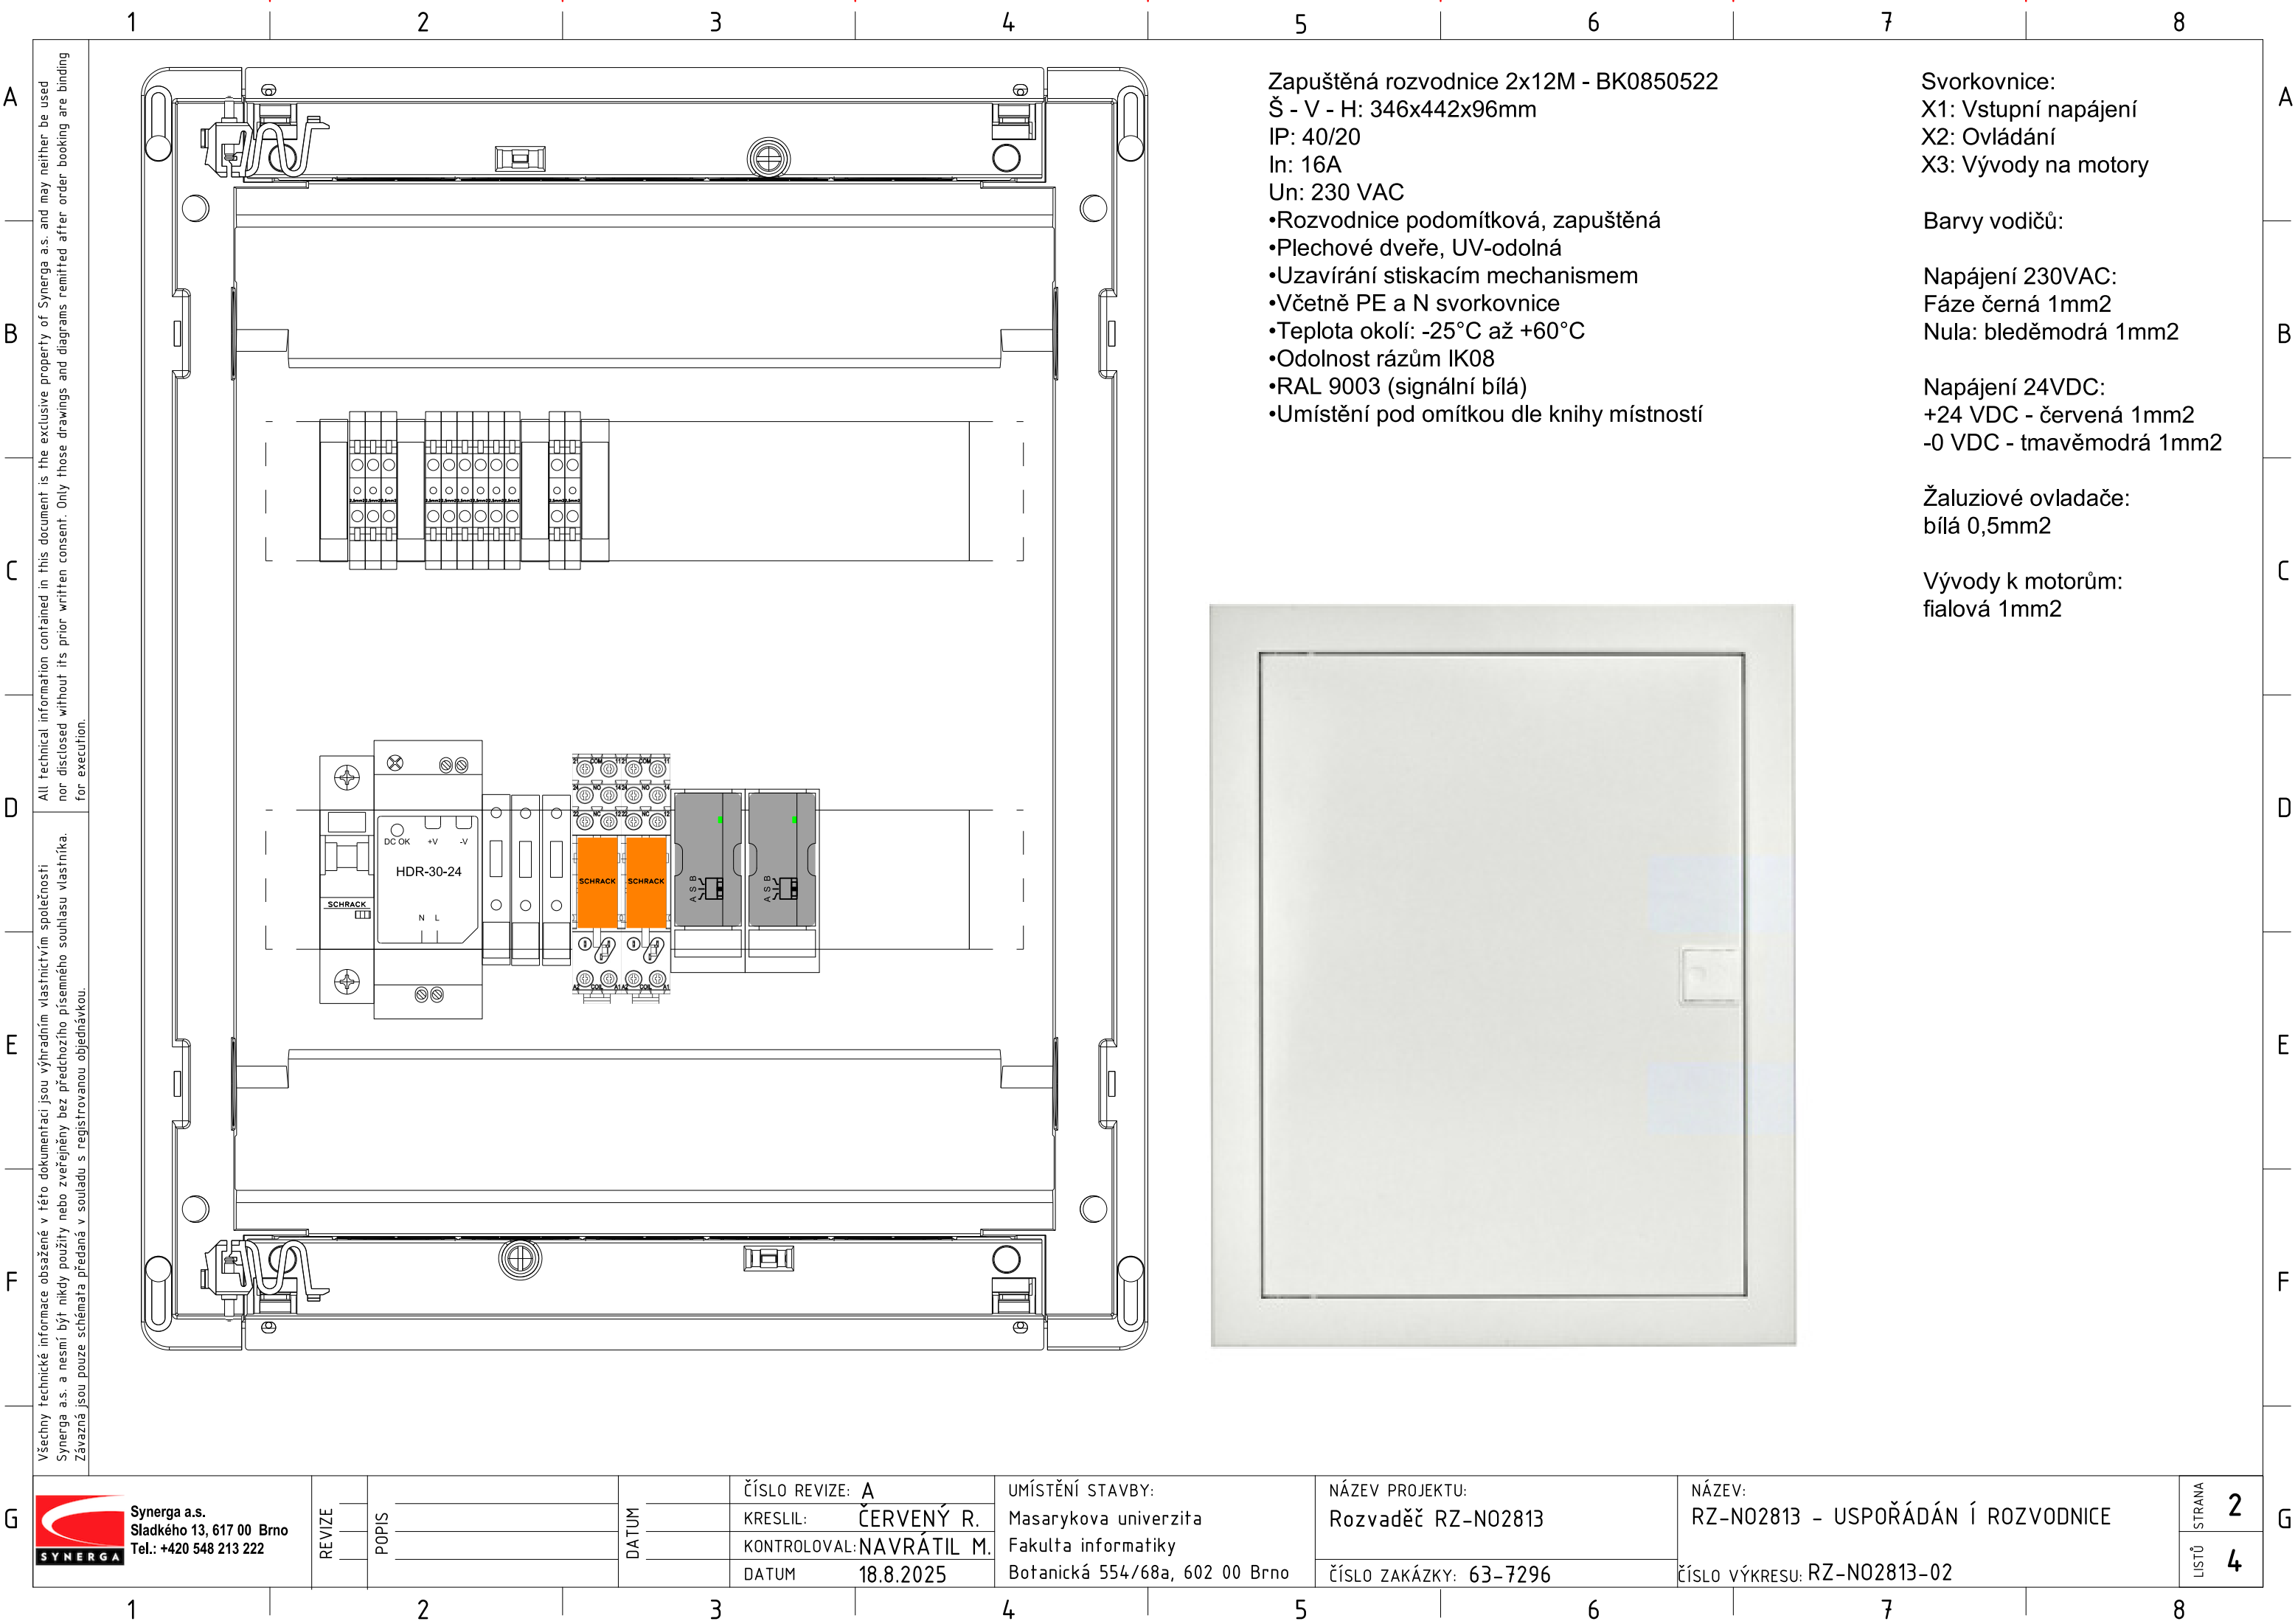 1 2 3 4 5 6 7 8
A
B
C
D
E
F
G
All technical information contained in this document is the exclusive property of Synerga a.s. and may neither be used
nor disclosed without its prior written consent. Only those drawings and diagrams remitted after order booking are binding
for execution.
Všechny technické informace obsažené v této dokumentaci jsou výhradním vlastnictvím společnosti
Synerga a.s. a nesmí být nikdy použity nebo zveřejněny bez předchozího písemného souhlasu vlastníka.
Závazná jsou pouze schémata předaná v souladu s registrovanou objednávkou.
Zapuštěná rozvodnice 2x12M - BK0850522
Š - V - H: 346x442x96mm
IP: 40/20
In: 16A
Un: 230 VAC
•Rozvodnice podomítková, zapuštěná
•Plechové dveře, UV-odolná
•Uzavírání stiskacím mechanismem
•Včetně PE a N svorkovnice
•Teplota okolí: -25°C až +60°C
•Odolnost rázům IK08
•RAL 9003 (signální bílá)
•Umístění pod omítkou dle knihy místností
Svorkovnice:
X1: Vstupní napájení
X2: Ovládání
X3: Vývody na motory
Barvy vodičů:
Napájení 230VAC:
Fáze černá 1mm2
Nula: bleděmodrá 1mm2
Napájení 24VDC:
+24 VDC - červená 1mm2
-0 VDC - tmavěmodrá 1mm2
Žaluziové ovladače:
bílá 0,5mm2
Vývody k motorům:
fialová 1mm2
DC OK +V -V
HDR-30-24
N L
SCHRACK
SCHRACK SCHRACK
A S B
A S B
A
B
C
D
E
F
G
SYNERGA
Synerga a.s.
Sladkého 13, 617 00 Brno
Tel.: +420 548 213 222
REVIZE
POPIS
DATUM
ČÍSLO REVIZE: A
KRESLIL: ČERVENÝ R.
KONTROLOVAL: NAVRÁTIL M.
DATUM 18.8.2025
UMÍSTĚNÍ STAVBY:
Masarykova univerzita
Fakulta informatiky
Botanická 554/68a, 602 00 Brno
NÁZEV PROJEKTU:
Rozvaděč RZ-NO2813
ČÍSLO ZAKÁZKY: 63-7296
NÁZEV:
RZ-NO2813 - USPOŘÁDÁN Í ROZVODNICE
ČÍSLO VÝKRESU: RZ-NO2813-02
STRANA 2
LISTŮ 4
1 2 3 4 5 6 7 8